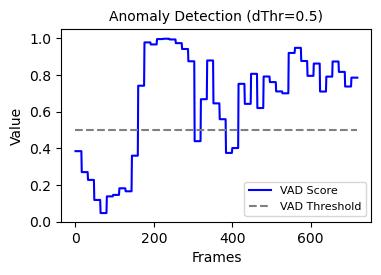 Anomaly Detection (dThr=0.5)
1.0
0.8
0.6
0.4
0.2
0.0
Value
VAD Score
VAD Threshold
0 200 400 600
Frames